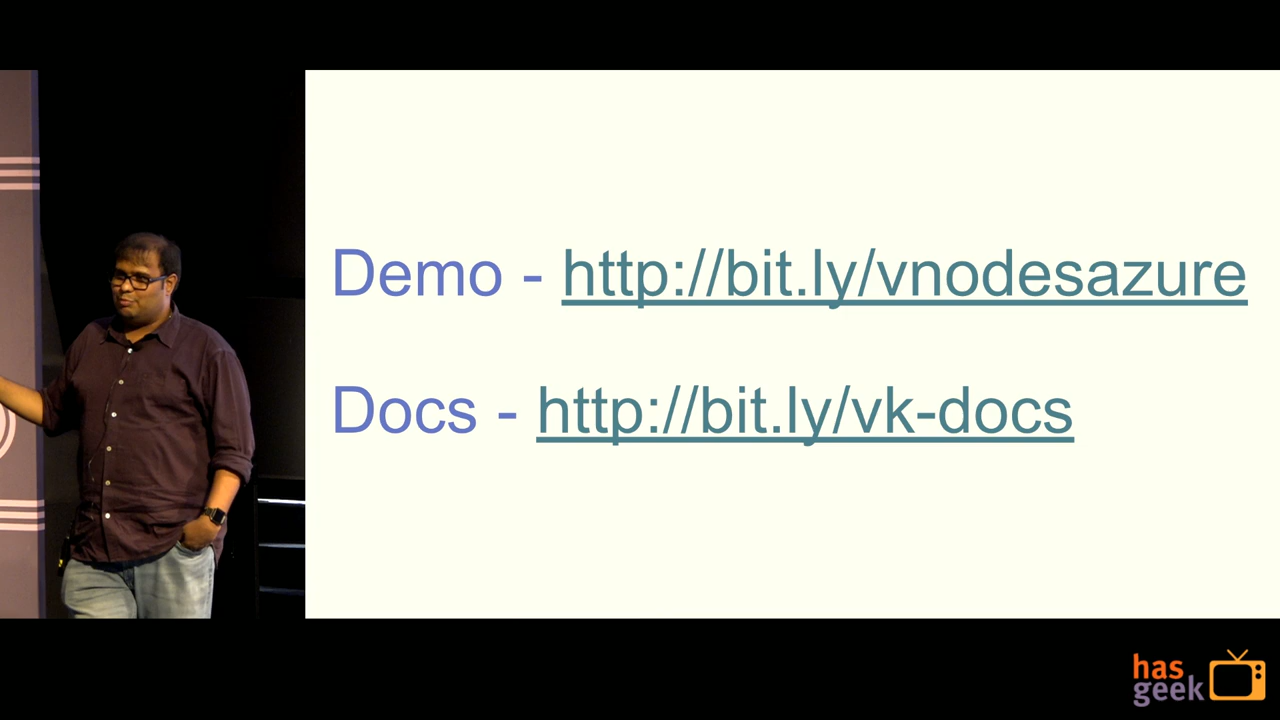 Demo - http://bit.ly/vnodesazure
Docs - http://bit.ly/vk-docs
has
geek